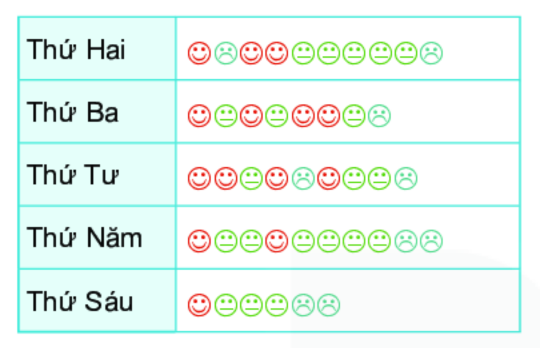 Thứ Hai
Thứ Ba
Thứ Tư
Thứ Năm
Thứ Sáu